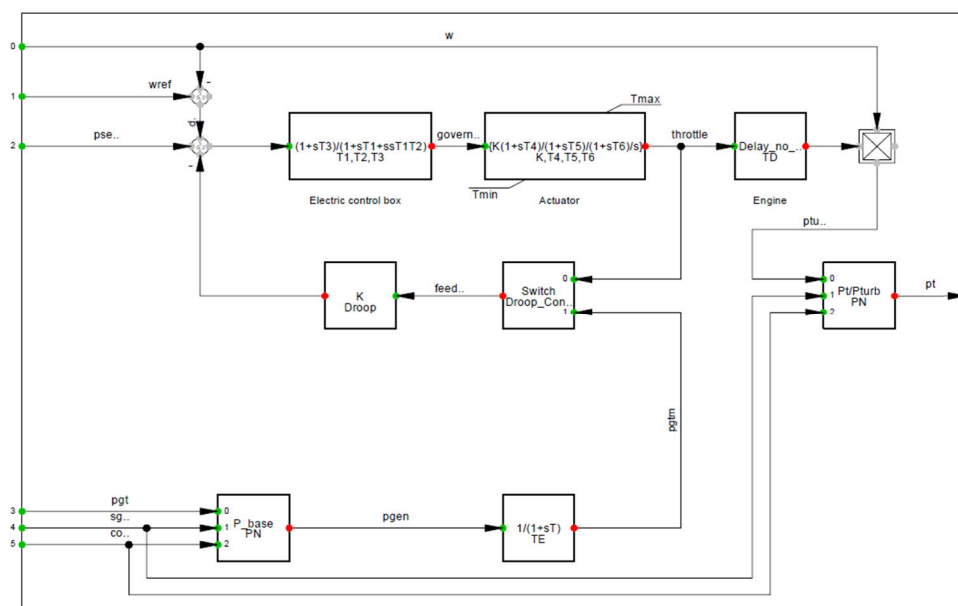 w
0
-
1
wref
d..
2
pse..
-
(1+sT3)/(1+sT1+ssT1T2)
T1,T2,T3
Electric control box
govern..
Tmax
{K(1+sT4)/(1+sT5)/(1+sT6)/s}
K,T4,T5,T6
Tmin
Actuator
throttle
Delay_no_..
TD
Engine
ptu..
K
Droop
feed..
Switch
Droop_Con..
0
1
0
1
2
Pt/Pturb
PN
pt
pgtm
3
pgt
4
sg..
5
co..
0
1
2
P_base
PN
pgen
1/(1+sT)
TE